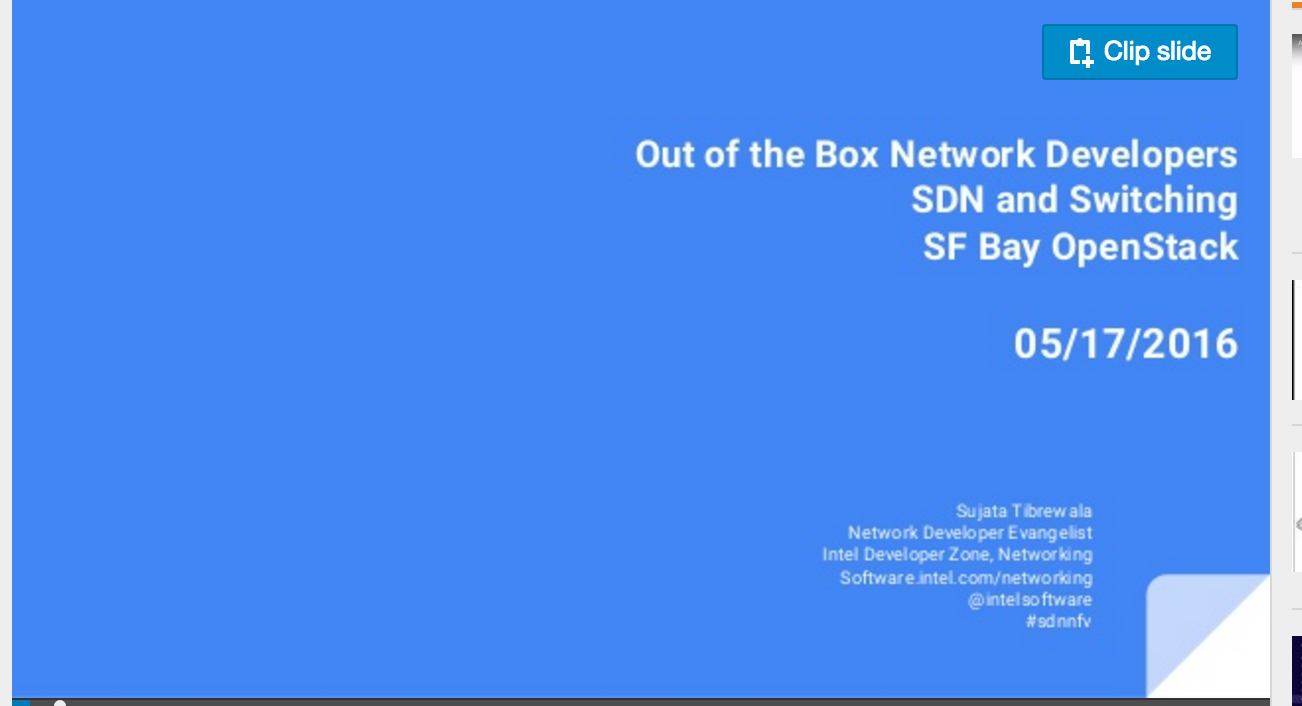 Clip slide
Out of the Box Network Developers
SDN and Switching
SF Bay OpenStack
05/17/2016
Sujata Tibrewala
Network Developer Evangelist
Intel Developer Zone, Networking
Software.intel.com/networking
@intelsoftware
#sdnnfv